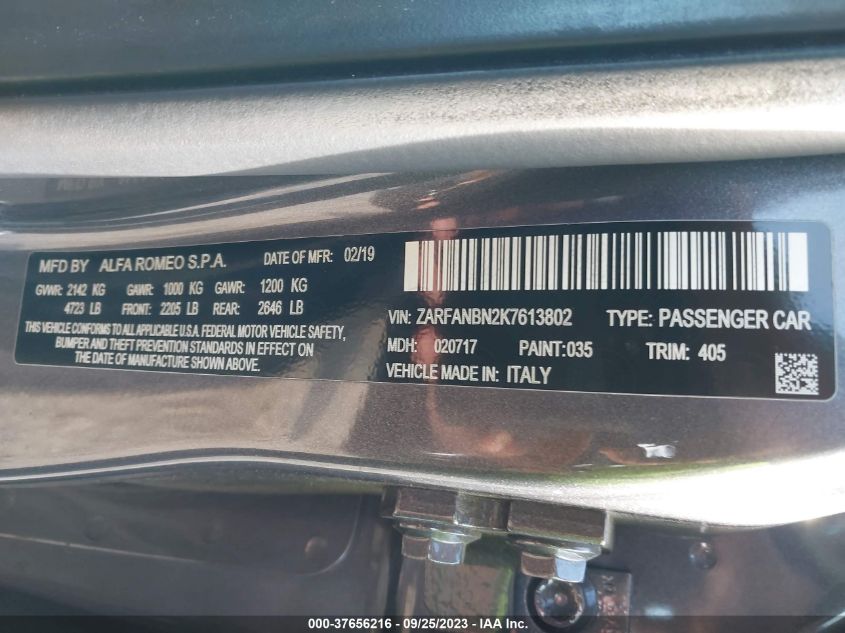 MFD BY ALFA ROMEO S.P.A. DATE OF MFR: 02/19
GVWR: 2142 KG GAWR: 1000 KG GAWR: 1200 KG
4723 LB FRONT: 2205 LB REAR: 2646 LB
THIS VEHICLE CONFORMS TO ALL APPLICABLE U.S.A. FEDERAL MOTOR VEHICLE SAFETY,
BUMPER AND THEFT PREVENTION STANDARDS IN EFFECT ON
THE DATE OF MANUFACTURE SHOWN ABOVE.
VIN: ZARFANBN2K7613802 TYPE: PASSENGER CAR
MDH: 020717 PAINT:035 TRIM: 405
VEHICLE MADE IN: ITALY
000-37656216 - 09/25/2023 - IAAI.com